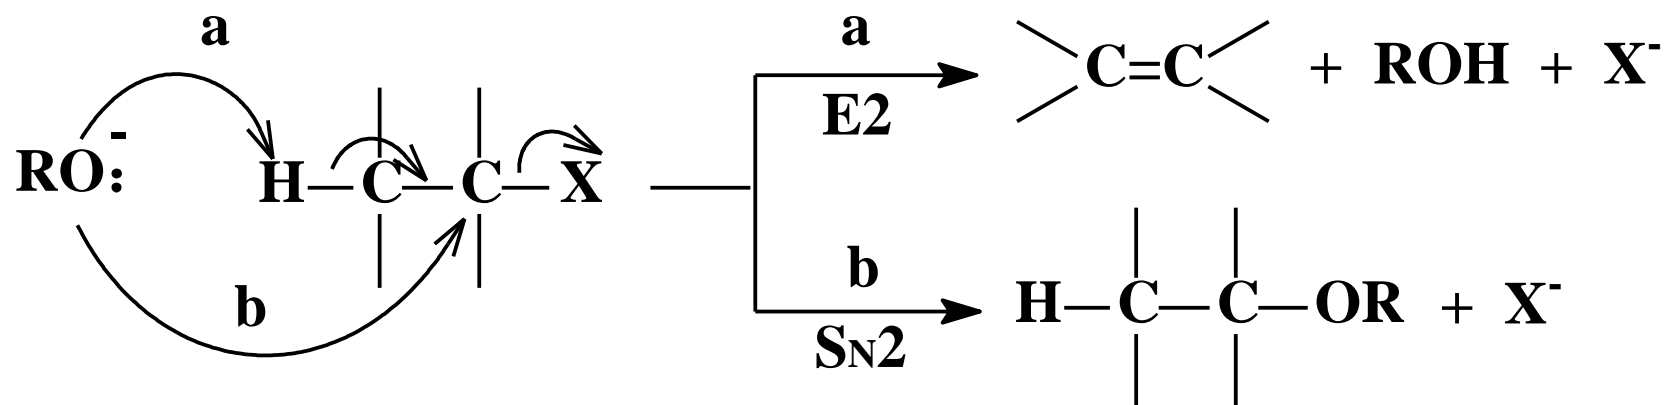 a
RO:-
H—C—C—X
b
a
E2
C=C + ROH + X-
b
SN2
H—C—C—OR + X-